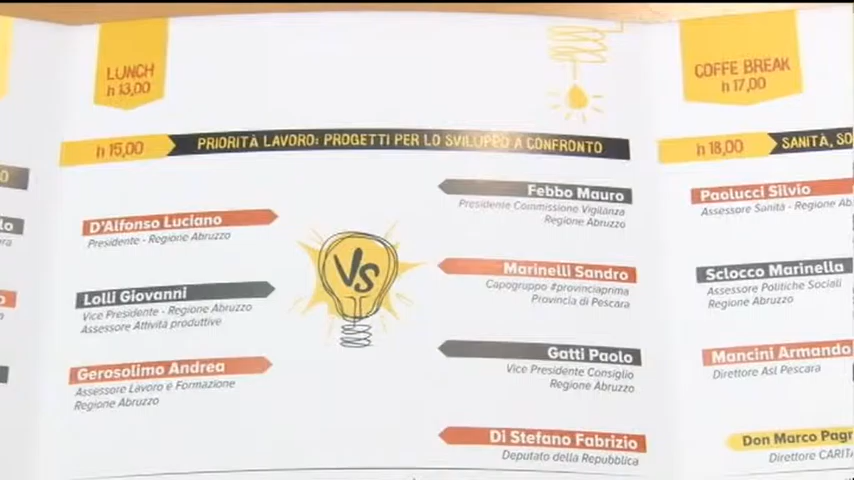 LUNCH
h 13,00
COFFE BREAK
h 17,00
h 15,00
PRIORITÀ LAVORO: PROGETTI PER LO SVILUPPO A CONFRONTO
D'Alfonso Luciano
Presidente - Regione Abruzzo
Lolli Giovanni
Vice Presidente - Regione Abruzzo
Assessore Attività produttive
Gerosolimo Andrea
Assessore Lavoro e Formazione
Regione Abruzzo
VS
Febbo Mauro
Presidente Commissione Vigilanza
Regione Abruzzo
Marinelli Sandro
Capogruppo #provinciaprima
Provincia di Pescara
Gatti Paolo
Vice Presidente Consiglio
Regione Abruzzo
Di Stefano Fabrizio
Deputato della Repubblica
h 18,00
SANITÀ, SO
Paolucci Silvio
Assessore Sanità - Regione Ab
Sclocco Marinella
Assessore Politiche Sociali
Regione Abruzzo
Mancini Armando
Direttore Asl Pescara
Don Marco Pagn
Direttore CARITA